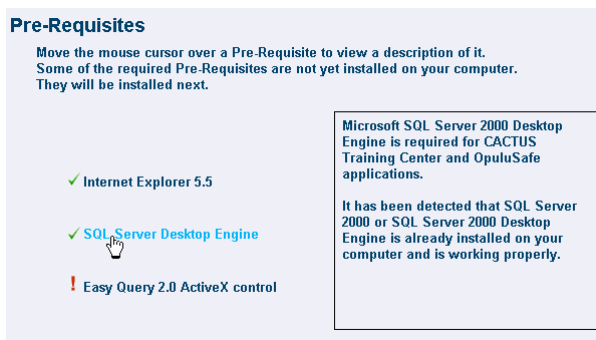 Pre-Requisites
Move the mouse cursor over a Pre-Requisite to view a description of it.
Some of the required Pre-Requisites are not yet installed on your computer.
They will be installed next.
Internet Explorer 5.5
SQL Server Desktop Engine
Easy Query 2.0 ActiveX control
Microsoft SQL Server 2000 Desktop
Engine is required for CACTUS
Training Center and OpuluSafe
applications.
It has been detected that SQL Server
2000 or SQL Server 2000 Desktop
Engine is already installed on your
computer and is working properly.